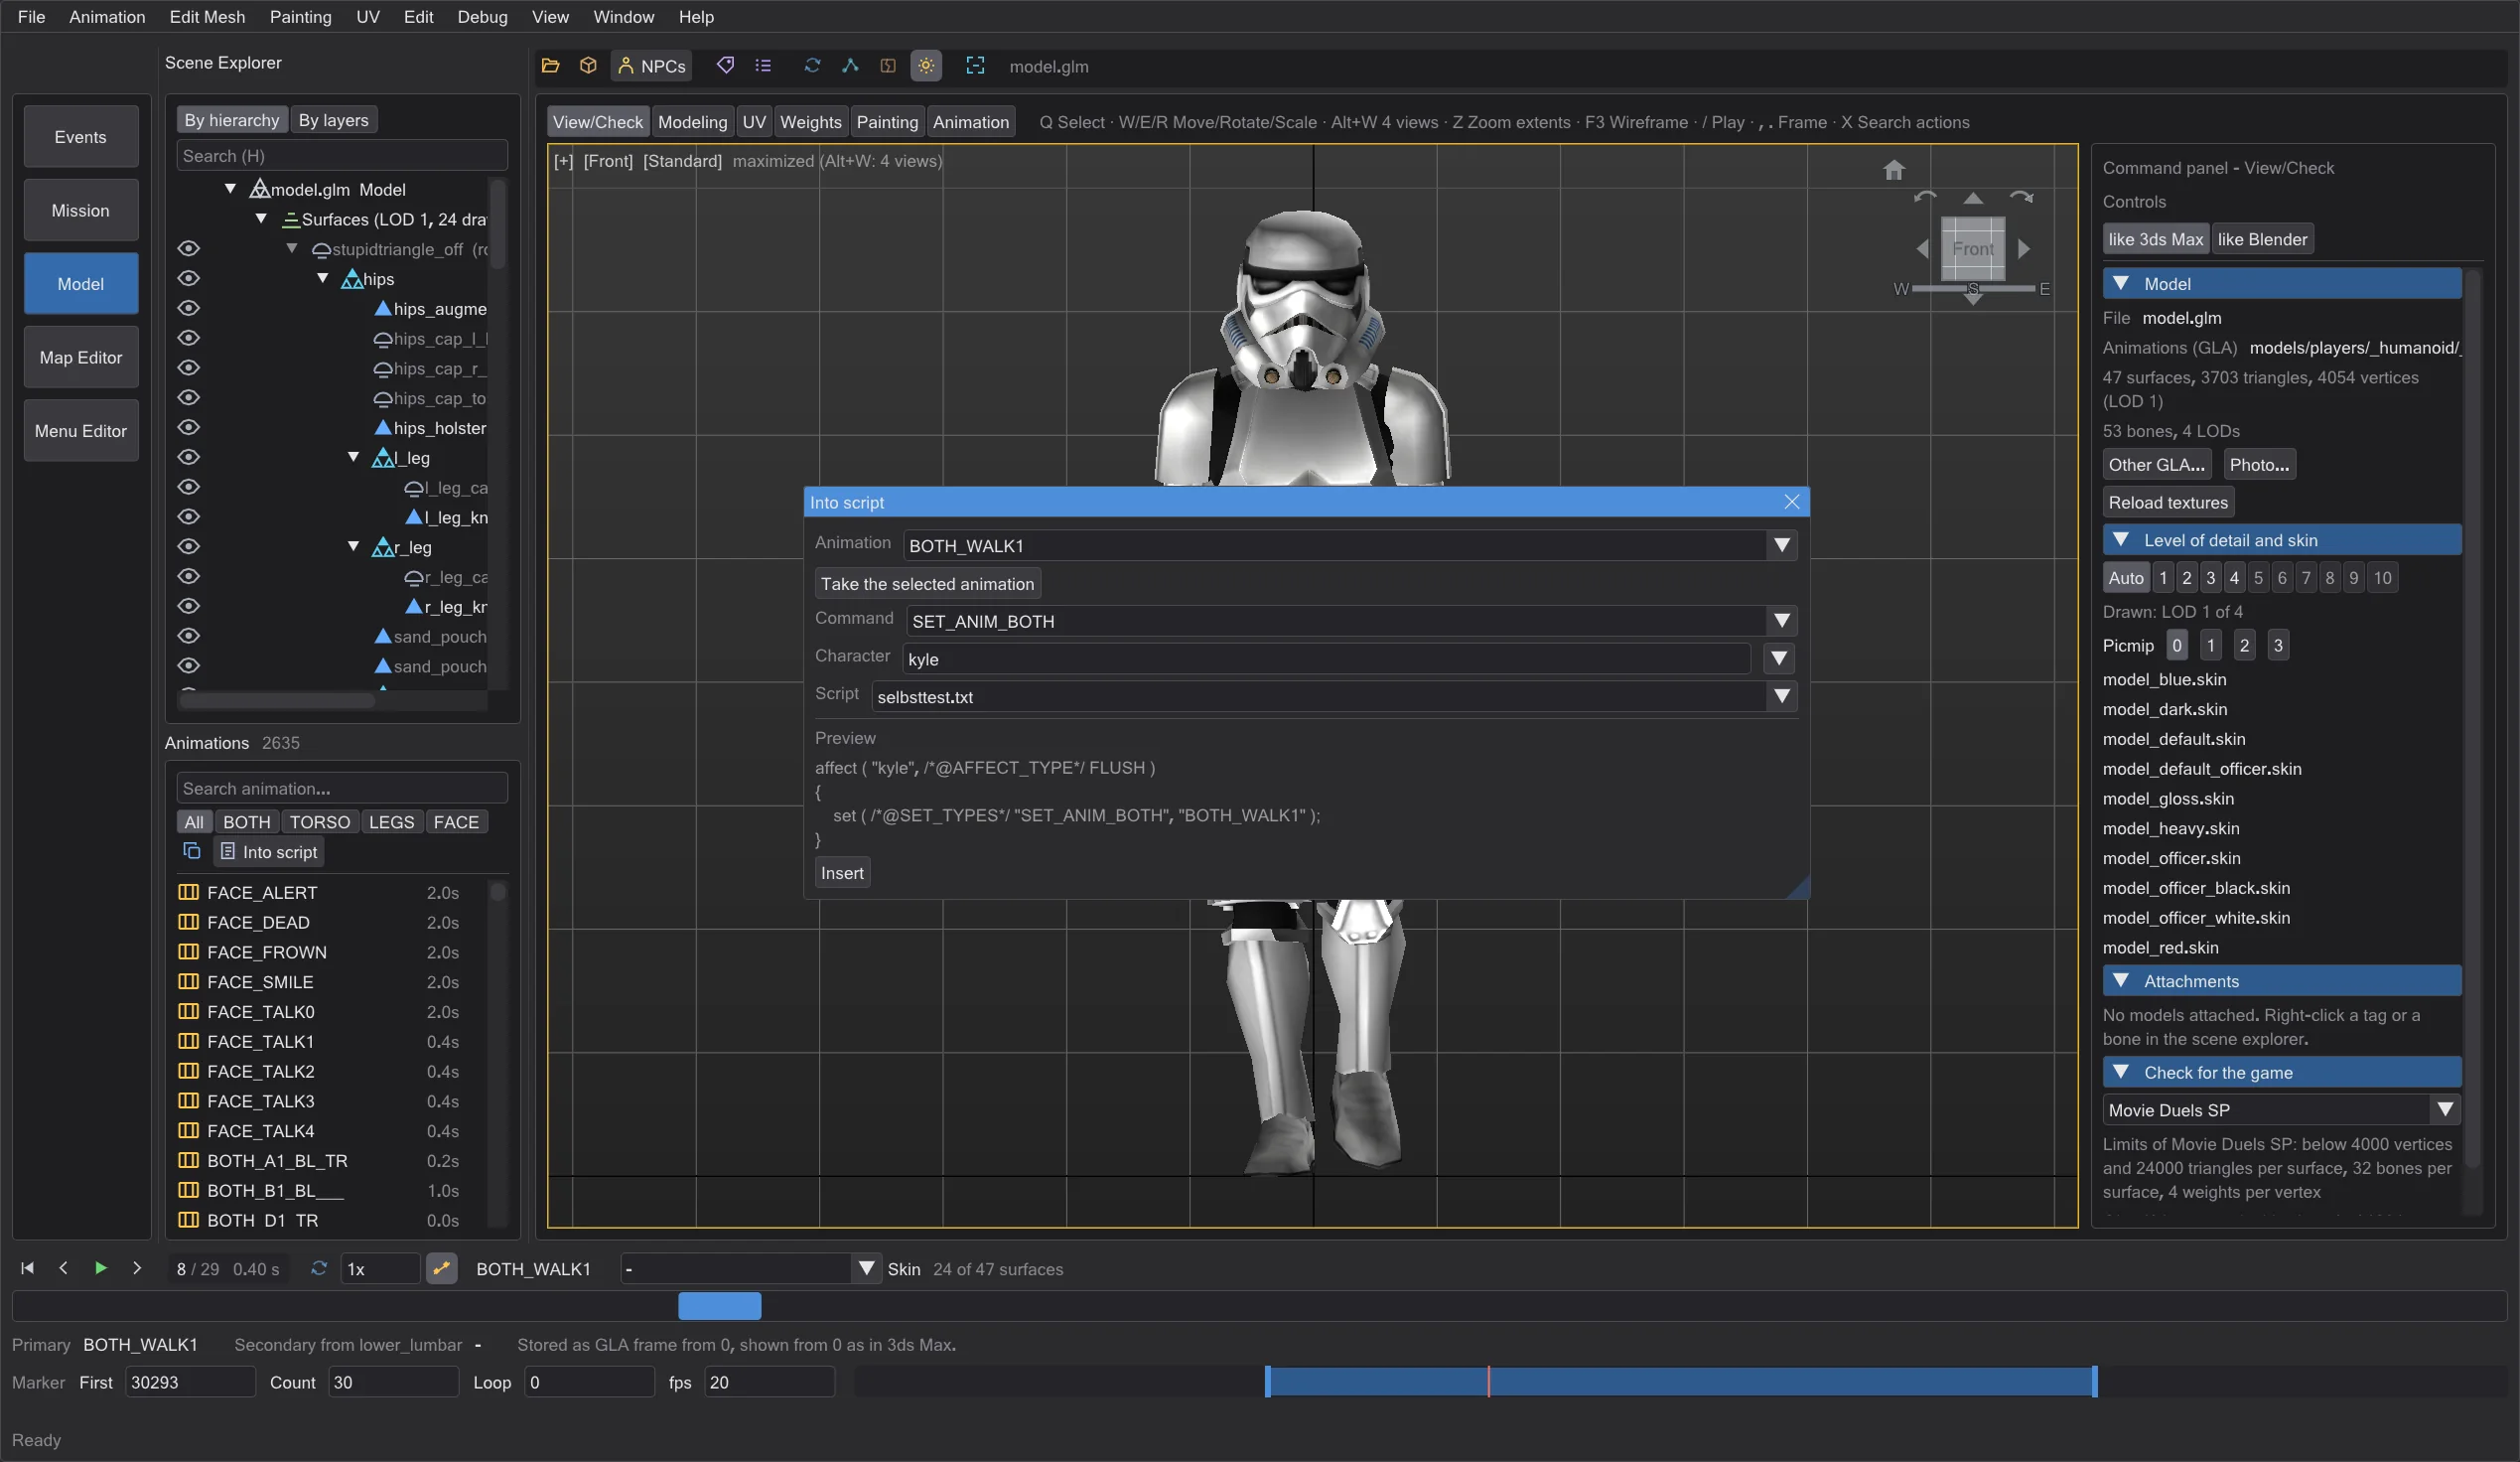 File Animation Edit Mesh Painting UV Edit Debug View Window Help
Scene Explorer
NPCs model.glm
Events
Mission
Model
Map Editor
Menu Editor
By hierarchy By layers
Search (H)
model.glm Model
Surfaces (LOD 1, 24 dra
stupidtriangle_off (ro
hips
hips_augme
hips_cap_l_
hips_cap_r_
hips_cap_to
hips_holster
l_leg
l_leg_ca
l_leg_kn
r_leg
r_leg_ca
r_leg_kn
sand_pouch
sand_pouch
Animations 2635
Search animation...
All BOTH TORSO LEGS FACE
Into script
FACE_ALERT 2.0s
FACE_DEAD 2.0s
FACE_FROWN 2.0s
FACE_SMILE 2.0s
FACE_TALK0 2.0s
FACE_TALK1 0.4s
FACE_TALK2 0.4s
FACE_TALK3 0.4s
FACE_TALK4 0.4s
BOTH_A1_BL_TR 0.2s
BOTH_B1_BL___ 1.0s
BOTH_D1_TR 0.0s
View/Check Modeling UV Weights Painting Animation Q Select · W/E/R Move/Rotate/Scale · Alt+W 4 views · Z Zoom extents · F3 Wireframe · / Play · , . Frame · X Search actions
[+] [Front] [Standard] maximized (Alt+W: 4 views)
Front
W S E
Into script
Animation BOTH_WALK1
Take the selected animation
Command SET_ANIM_BOTH
Character kyle
Script selbsttest.txt
Preview
affect ( "kyle", /*@AFFECT_TYPE*/ FLUSH )
{
set ( /*@SET_TYPES*/ "SET_ANIM_BOTH", "BOTH_WALK1" );
}
Insert
Command panel - View/Check
Controls
like 3ds Max like Blender
Model
File model.glm
Animations (GLA) models/players/_humanoid/_
47 surfaces, 3703 triangles, 4054 vertices
(LOD 1)
53 bones, 4 LODs
Other GLA... Photo...
Reload textures
Level of detail and skin
Auto 1 2 3 4 5 6 7 8 9 10
Drawn: LOD 1 of 4
Picmip 0 1 2 3
model_blue.skin
model_dark.skin
model_default.skin
model_default_officer.skin
model_gloss.skin
model_heavy.skin
model_officer.skin
model_officer_black.skin
model_officer_white.skin
model_red.skin
Attachments
No models attached. Right-click a tag or a
bone in the scene explorer.
Check for the game
Movie Duels SP
Limits of Movie Duels SP: below 4000 vertices
and 24000 triangles per surface, 32 bones per
surface, 4 weights per vertex
8 / 29 0.40 s 1x BOTH_WALK1 - Skin 24 of 47 surfaces
Primary BOTH_WALK1 Secondary from lower_lumbar - Stored as GLA frame from 0, shown from 0 as in 3ds Max.
Marker First 30293 Count 30 Loop 0 fps 20
Ready